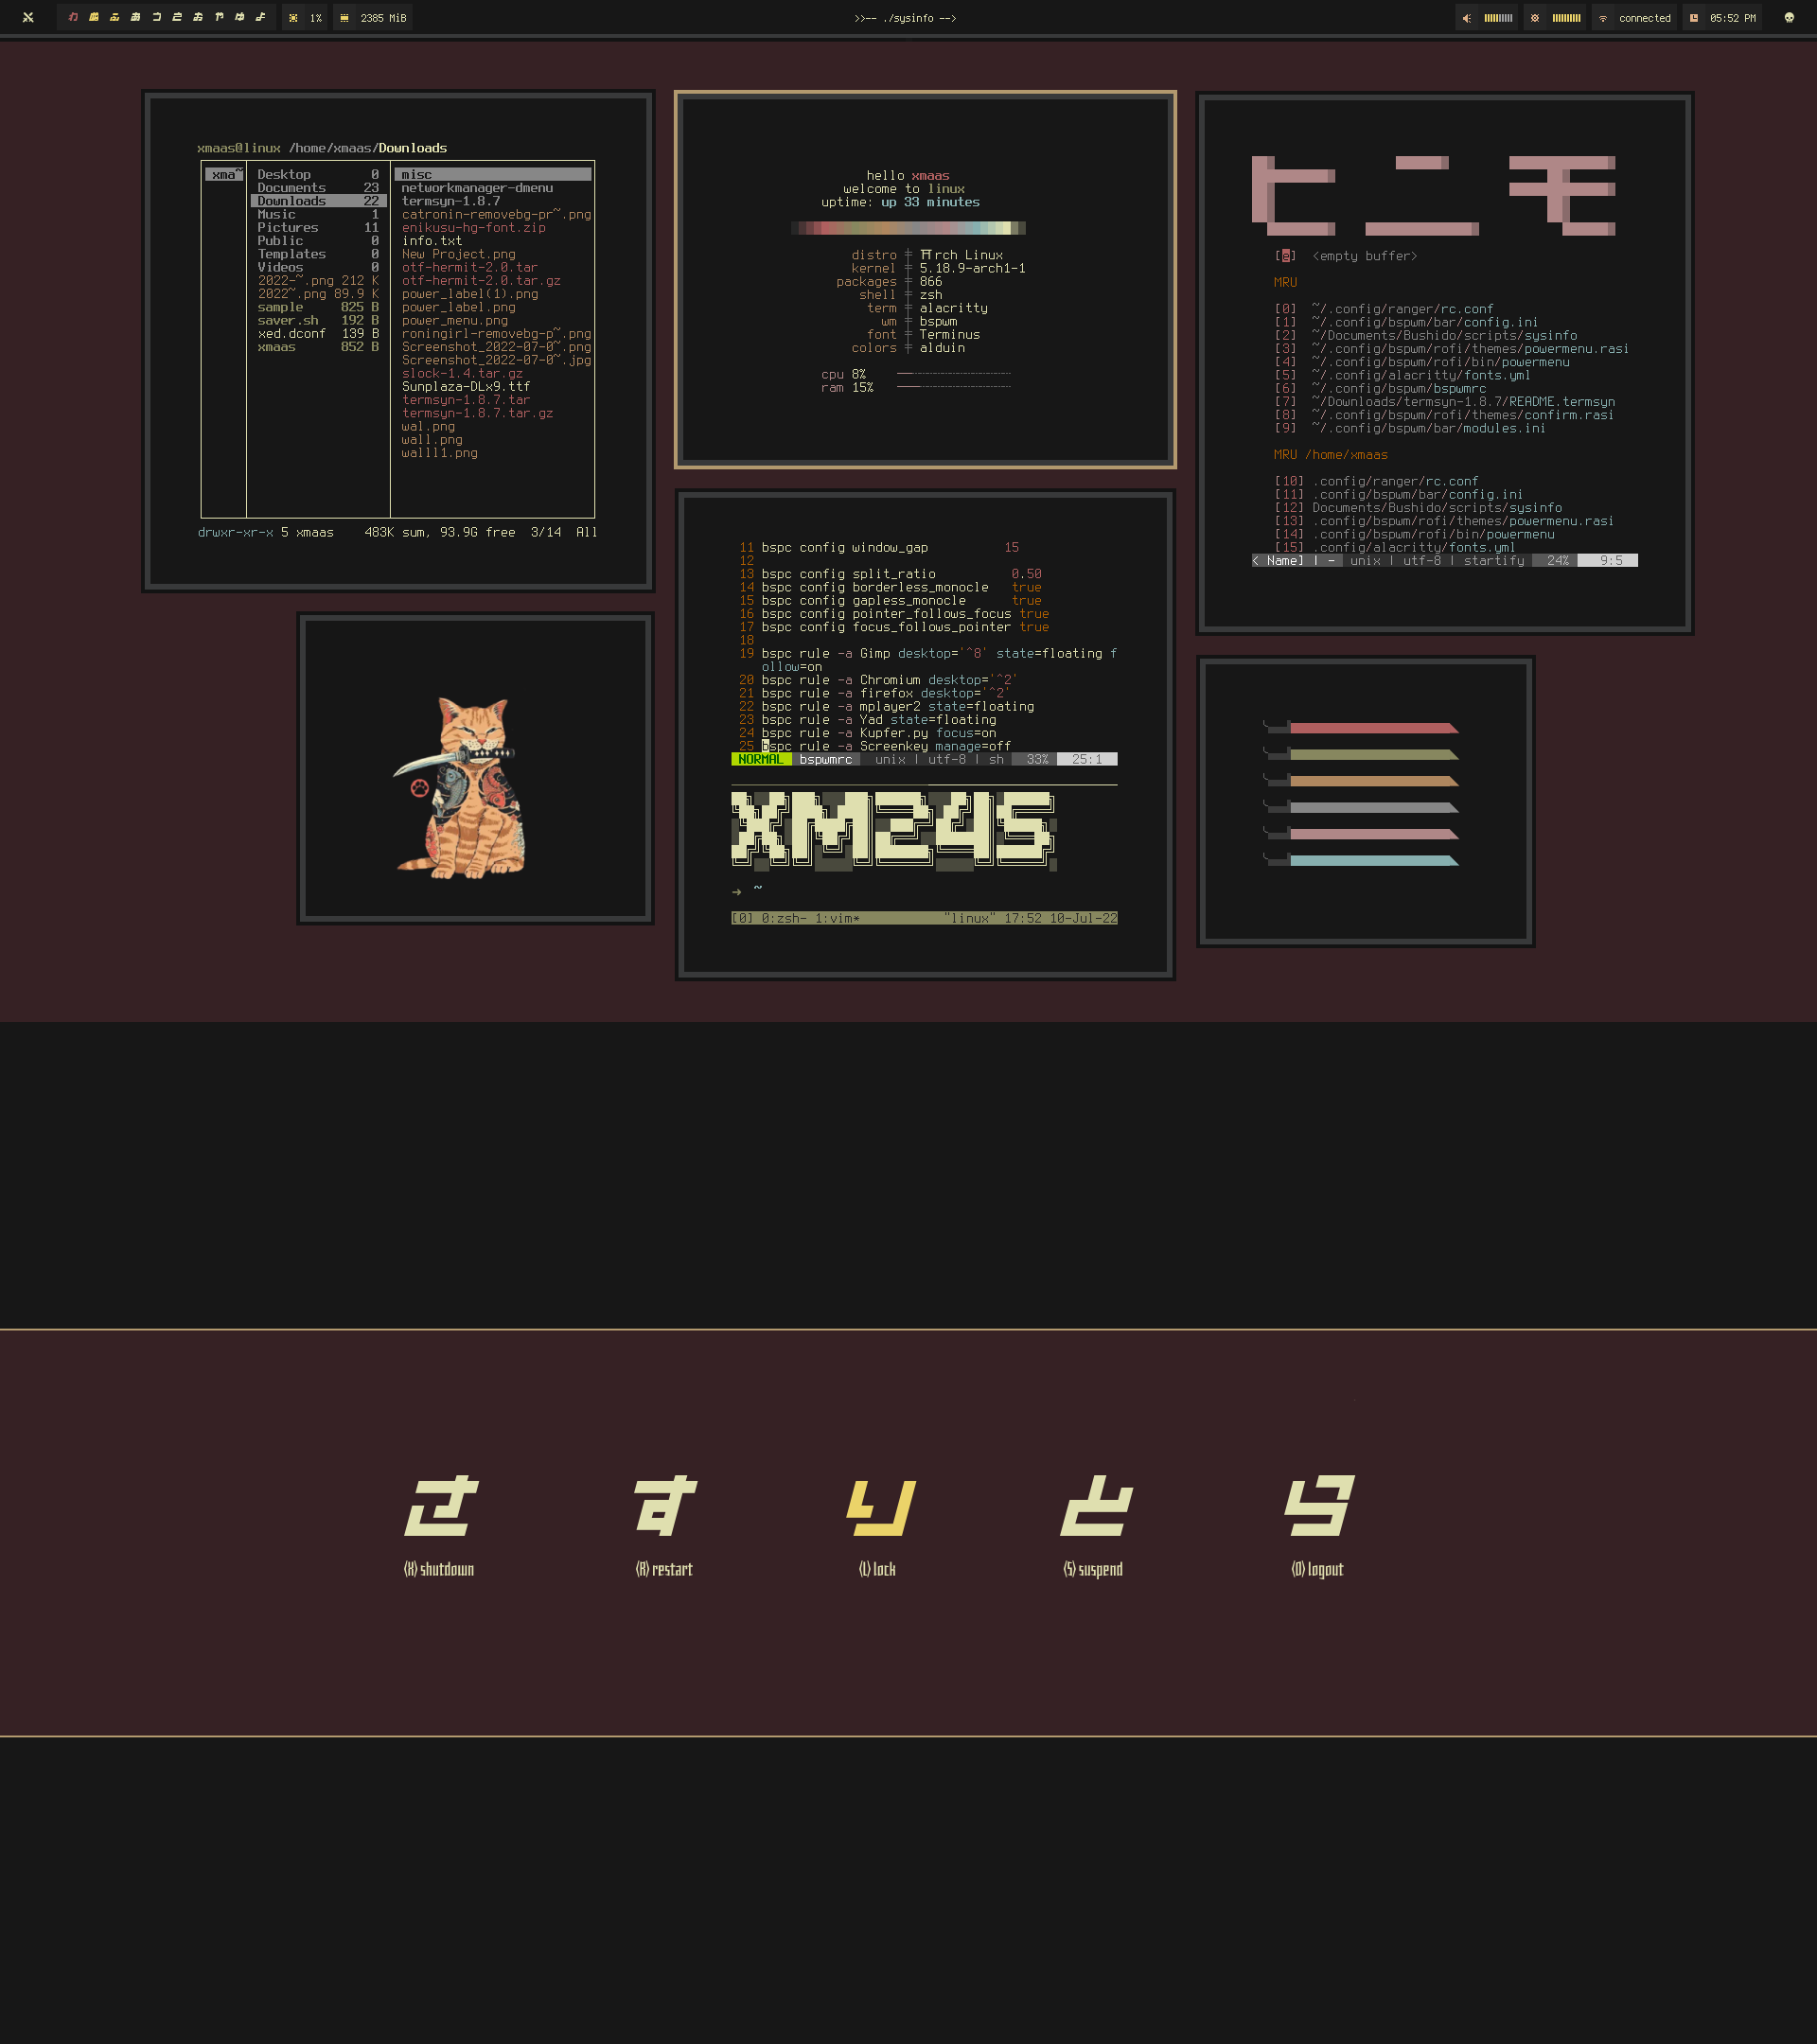 1%
2385 MiB
>>-- ./sysinfo -->
connected
05:52 PM
xmaas@linux /home/xmaas/Downloads
xma~
Desktop 0
Documents 23
Downloads 22
Music 1
Pictures 11
Public 0
Templates 0
Videos 0
2022-~.png 212 K
2022~.png 89.9 K
sample 825 B
saver.sh 192 B
xed.dconf 139 B
xmaas 852 B
misc
networkmanager-dmenu
termsyn-1.8.7
catronin-removebg-pr~.png
enikusu-hg-font.zip
info.txt
New Project.png
otf-hermit-2.0.tar
otf-hermit-2.0.tar.gz
power_label(1).png
power_label.png
power_menu.png
roningirl-removebg-p~.png
Screenshot_2022-07-0~.png
Screenshot_2022-07-0~.jpg
slock-1.4.tar.gz
Sunplaza-DLx9.ttf
termsyn-1.8.7.tar
termsyn-1.8.7.tar.gz
wal.png
wall.png
walll1.png
drwxr-xr-x 5 xmaas 483K sum, 93.9G free 3/14 All
hello xmaas
welcome to linux
uptime: up 33 minutes
distro ╪ ⛩rch Linux
kernel ╪ 5.18.9-arch1-1
packages ╪ 866
shell ╪ zsh
term ╪ alacritty
wm ╪ bspwm
font ╪ Terminus
colors ╪ alduin
cpu 8%
ram 15%
ヒニモ
[e] <empty buffer>
MRU
[0] ~/.config/ranger/rc.conf
[1] ~/.config/bspwm/bar/config.ini
[2] ~/Documents/Bushido/scripts/sysinfo
[3] ~/.config/bspwm/rofi/themes/powermenu.rasi
[4] ~/.config/bspwm/rofi/bin/powermenu
[5] ~/.config/alacritty/fonts.yml
[6] ~/.config/bspwm/bspwmrc
[7] ~/Downloads/termsyn-1.8.7/README.termsyn
[8] ~/.config/bspwm/rofi/themes/confirm.rasi
[9] ~/.config/bspwm/bar/modules.ini
MRU /home/xmaas
[10] .config/ranger/rc.conf
[11] .config/bspwm/bar/config.ini
[12] Documents/Bushido/scripts/sysinfo
[13] .config/bspwm/rofi/themes/powermenu.rasi
[14] .config/bspwm/rofi/bin/powermenu
[15] .config/alacritty/fonts.yml
< Name] | - unix | utf-8 | startify 24% 9:5
11 bspc config window_gap 15
12
13 bspc config split_ratio 0.50
14 bspc config borderless_monocle true
15 bspc config gapless_monocle true
16 bspc config pointer_follows_focus true
17 bspc config focus_follows_pointer true
18
19 bspc rule -a Gimp desktop='^8' state=floating f
ollow=on
20 bspc rule -a Chromium desktop='^2'
21 bspc rule -a firefox desktop='^2'
22 bspc rule -a mplayer2 state=floating
23 bspc rule -a Yad state=floating
24 bspc rule -a Kupfer.py focus=on
25 bspc rule -a Screenkey manage=off
NORMAL bspwmrc unix | utf-8 | sh 33% 25:1
XM24S
→ ~
[0] 0:zsh- 1:vim* "linux" 17:52 10-Jul-22
さ す り と ら
(X) shutdown
(R) restart
(L) lock
(S) suspend
(O) logout